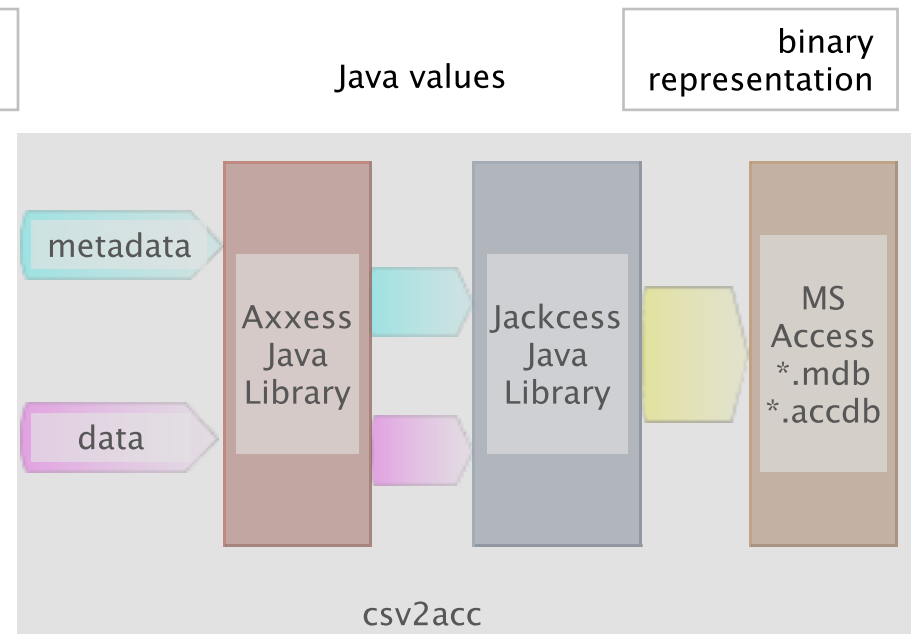 Java values
binary
representation
metadata
data
Axxess
Java
Library
Jackcess
Java
Library
MS
Access
*.mdb
*.accdb
csv2acc